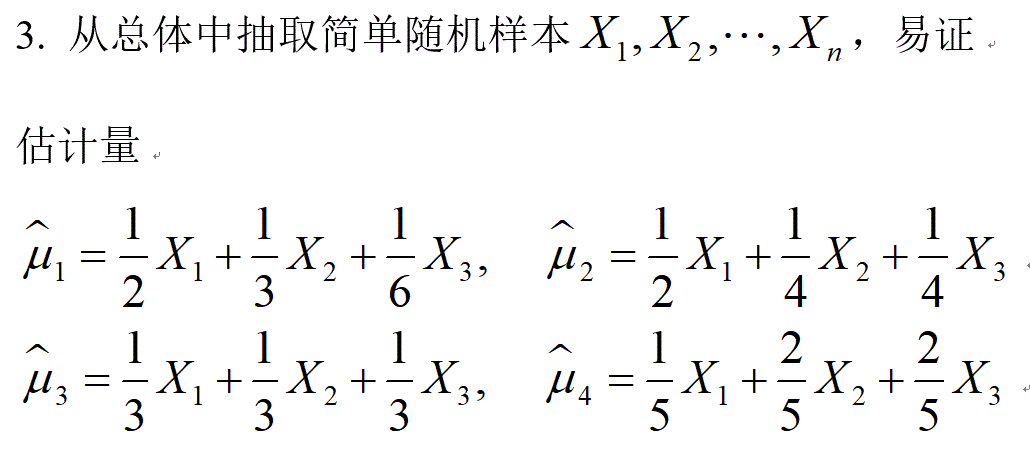 3. 从总体中抽取简单随机样本 X₁, X₂,⋯, Xₙ，易证
估计量
μ̂₁ = 1/2 X₁ + 1/3 X₂ + 1/6 X₃, μ̂₂ = 1/2 X₁ + 1/4 X₂ + 1/4 X₃
μ̂₃ = 1/3 X₁ + 1/3 X₂ + 1/3 X₃, μ̂₄ = 1/5 X₁ + 2/5 X₂ + 2/5 X₃